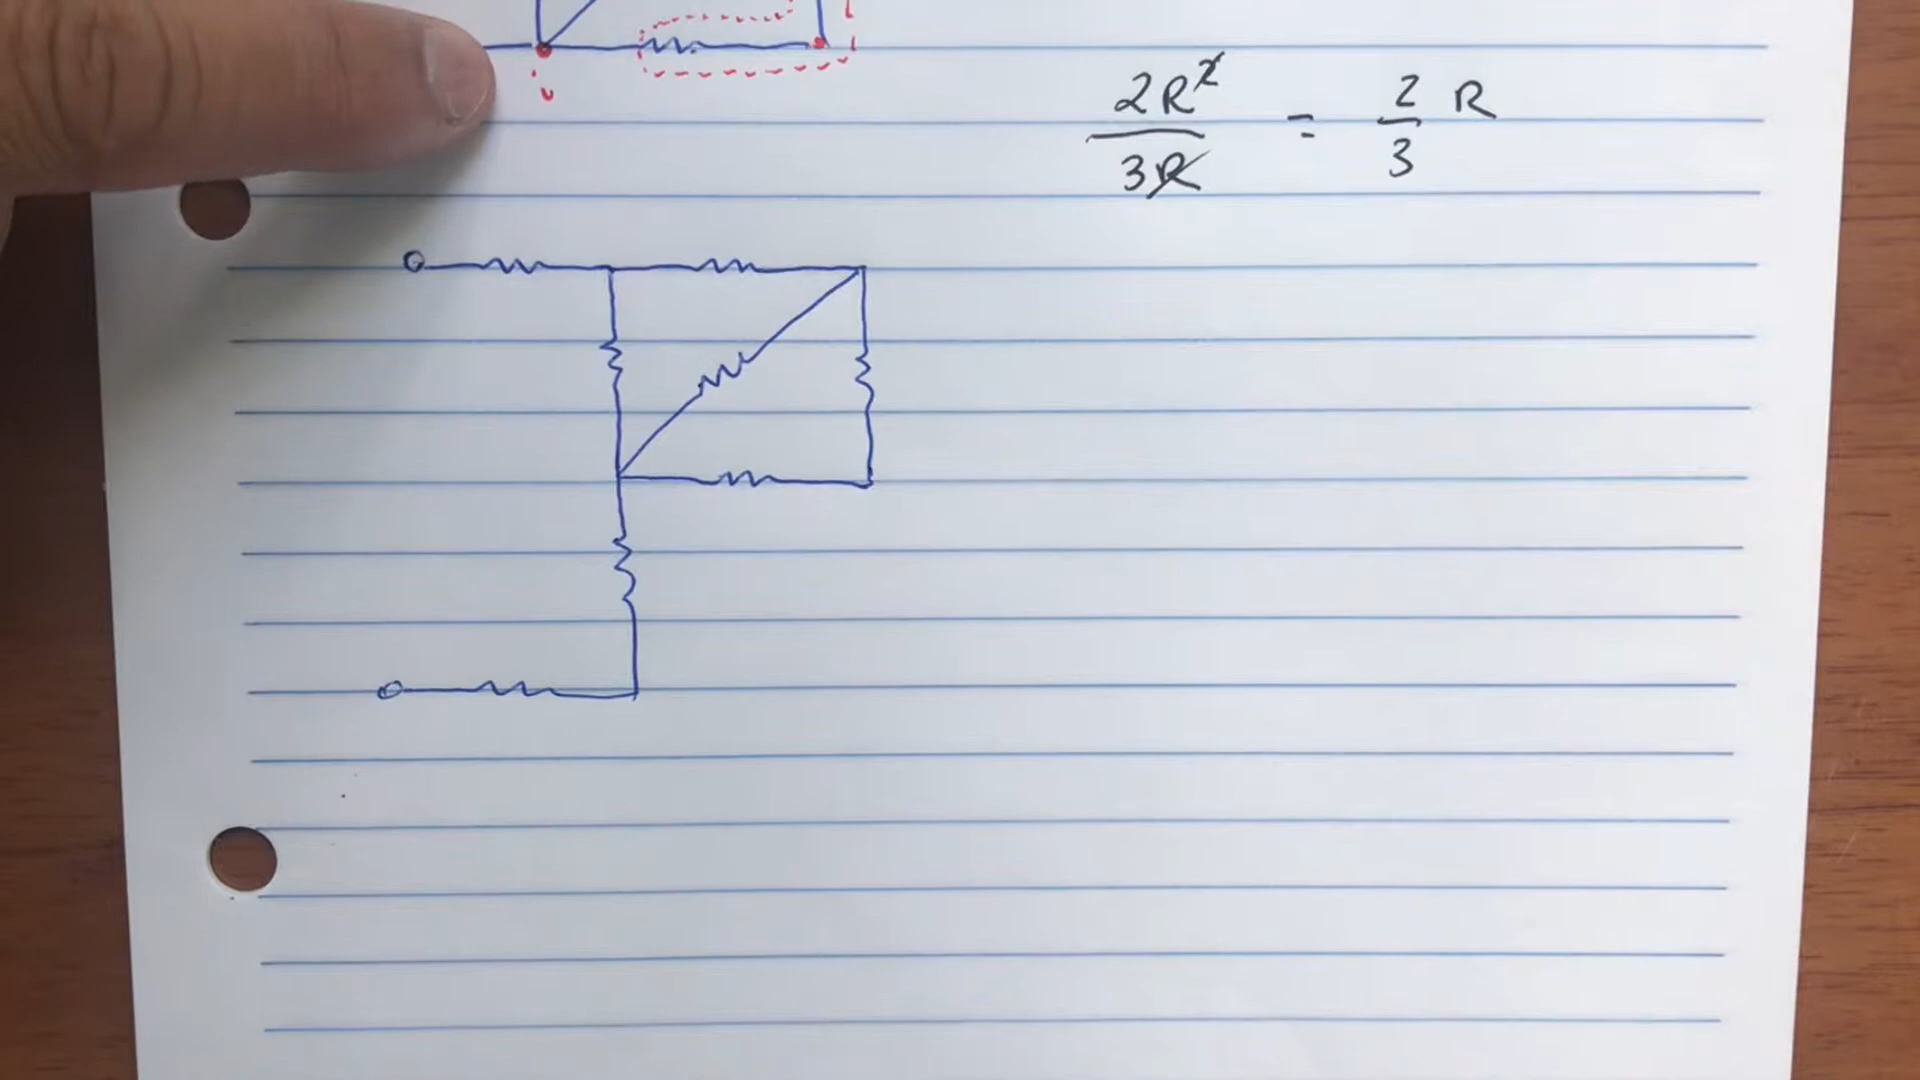 2R² / 3R = 2/3 R